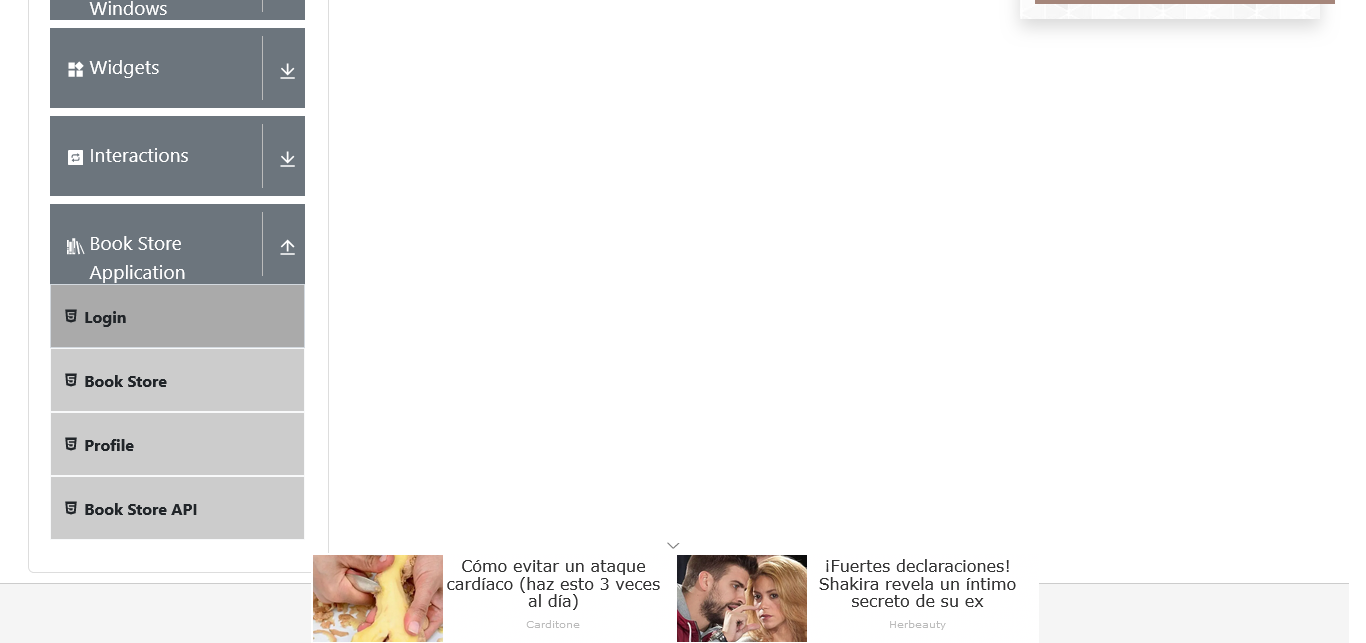 Windows
Widgets
Interactions
Book Store
Application
Login
Book Store
Profile
Book Store API
Cómo evitar un ataque
cardíaco (haz esto 3 veces
al día)
Carditone
¡Fuertes declaraciones!
Shakira revela un íntimo
secreto de su ex
Herbeauty